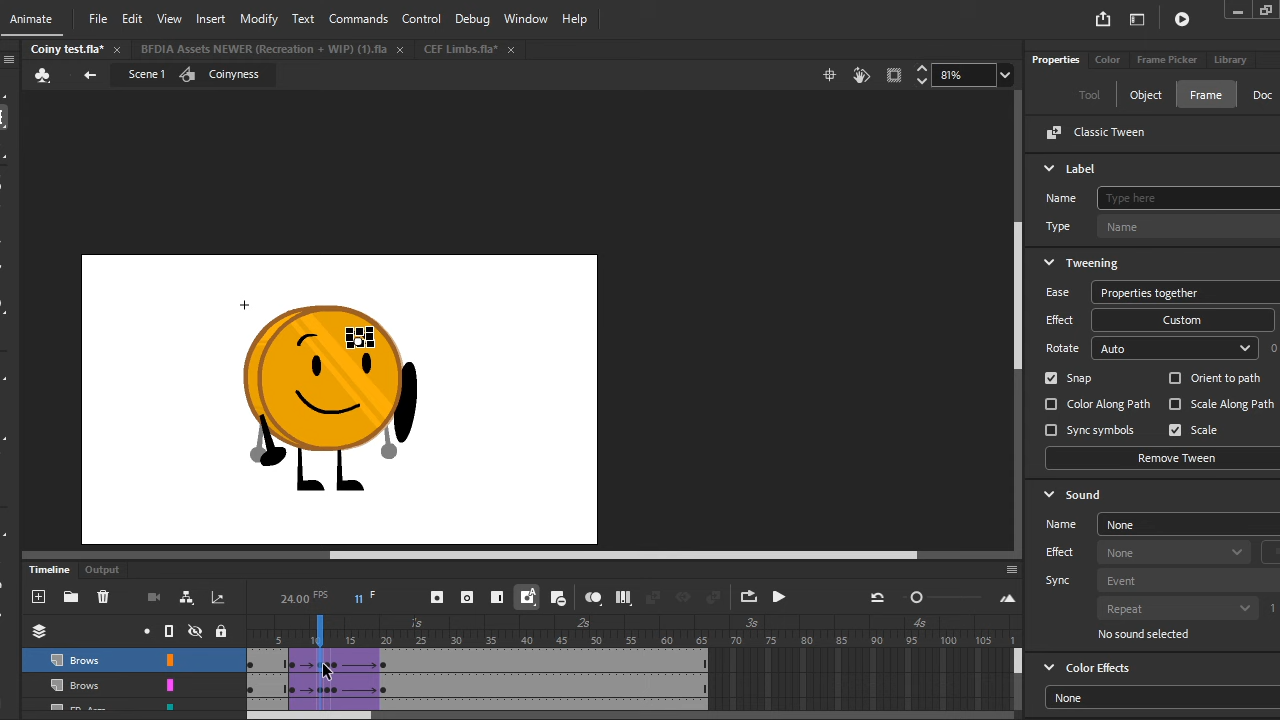 Animate File Edit View Insert Modify Text Commands Control Debug Window Help
Coiny test.fla* × BFDIA Assets NEWER (Recreation + WIP) (1).fla × CEF Limbs.fla* ×
Scene 1 Coinyness 81%
Properties Color Frame Picker Library
Tool Object Frame Doc
Classic Tween
Label
Name Type here
Type Name
Tweening
Ease Properties together
Effect Custom
Rotate Auto 0
Snap Orient to path
Color Along Path Scale Along Path
Sync symbols Scale
Remove Tween
Sound
Name None
Effect None
Sync Event
Repeat 1
No sound selected
Color Effects
None
Timeline Output
24.00 FPS 11 F
1s 2s 3s 4s
5 10 15 20 25 30 35 40 45 50 55 60 65 70 75 80 85 90 95 100 105 1
Brows
Brows